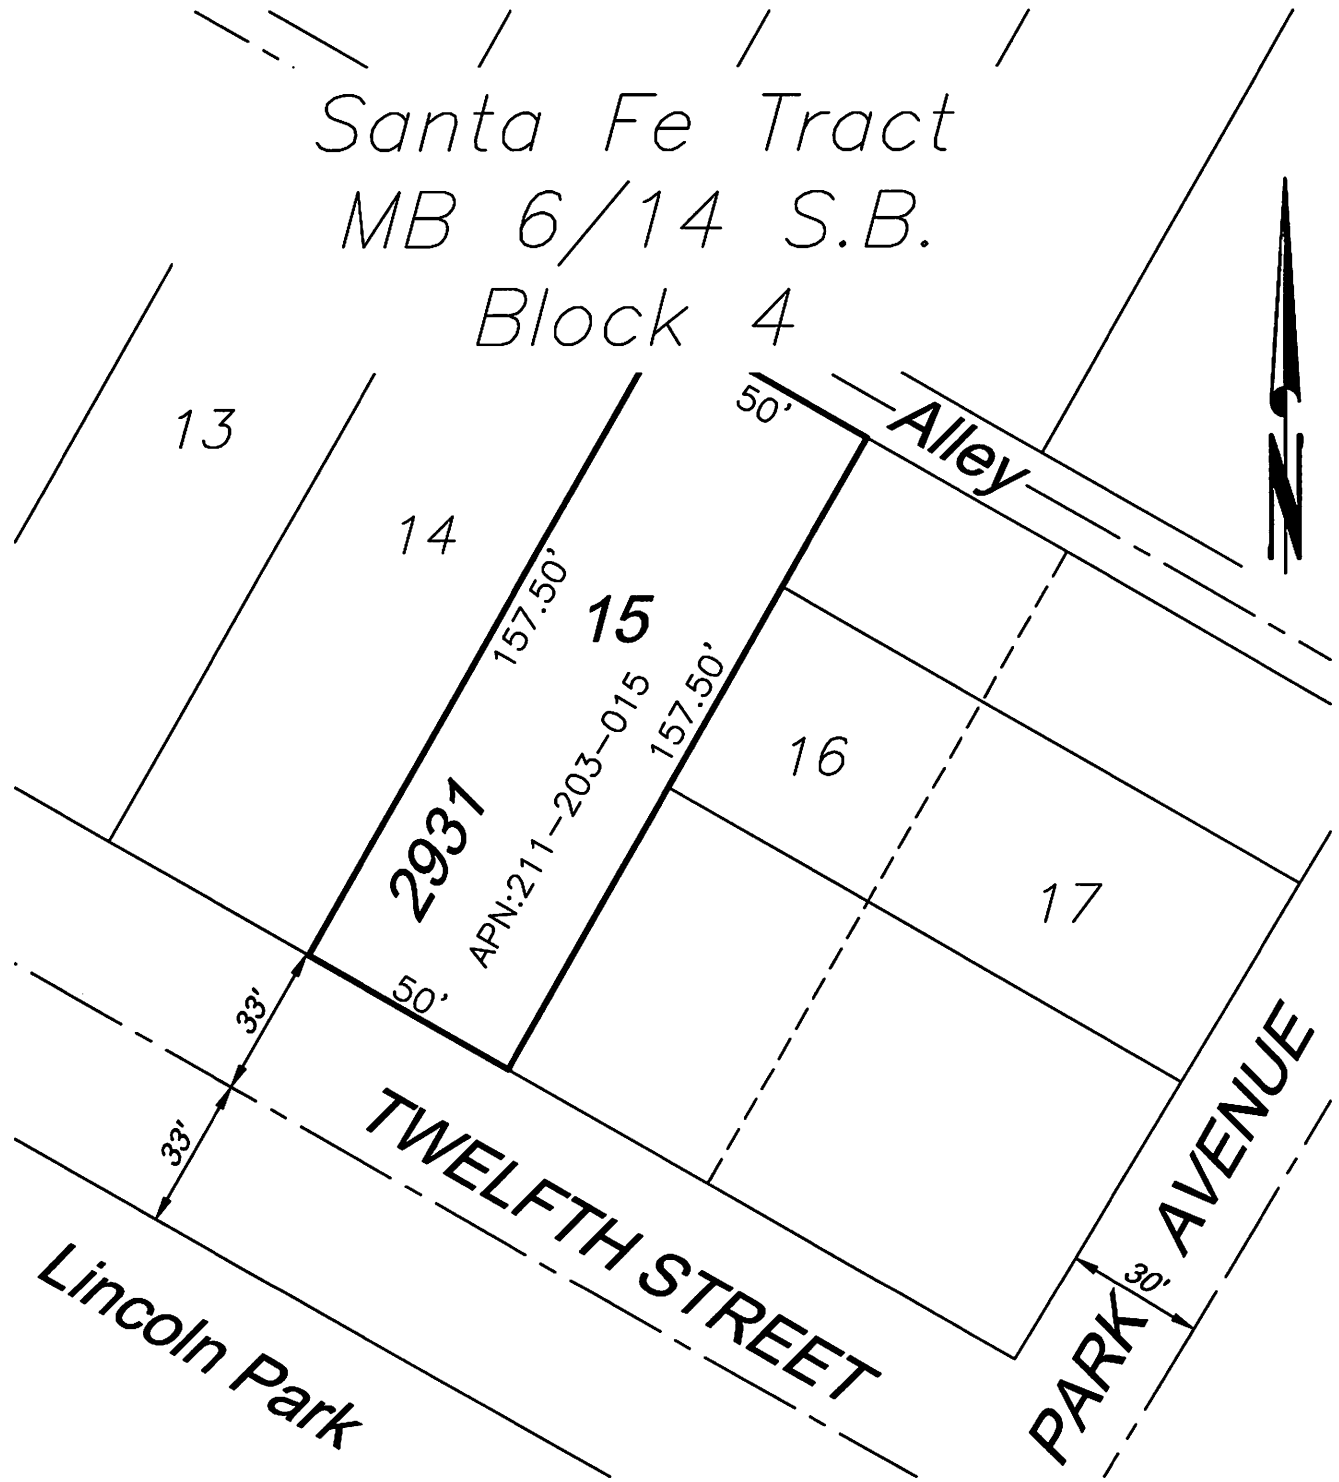 Santa Fe Tract
MB 6/14 S.B.
Block 4
N
13
50'
Alley
14
157.50'
15
157.50'
16
2931
APN:211-203-015
17
50'
33'
33'
TWELFTH STREET
Lincoln Park
PARK AVENUE
30'